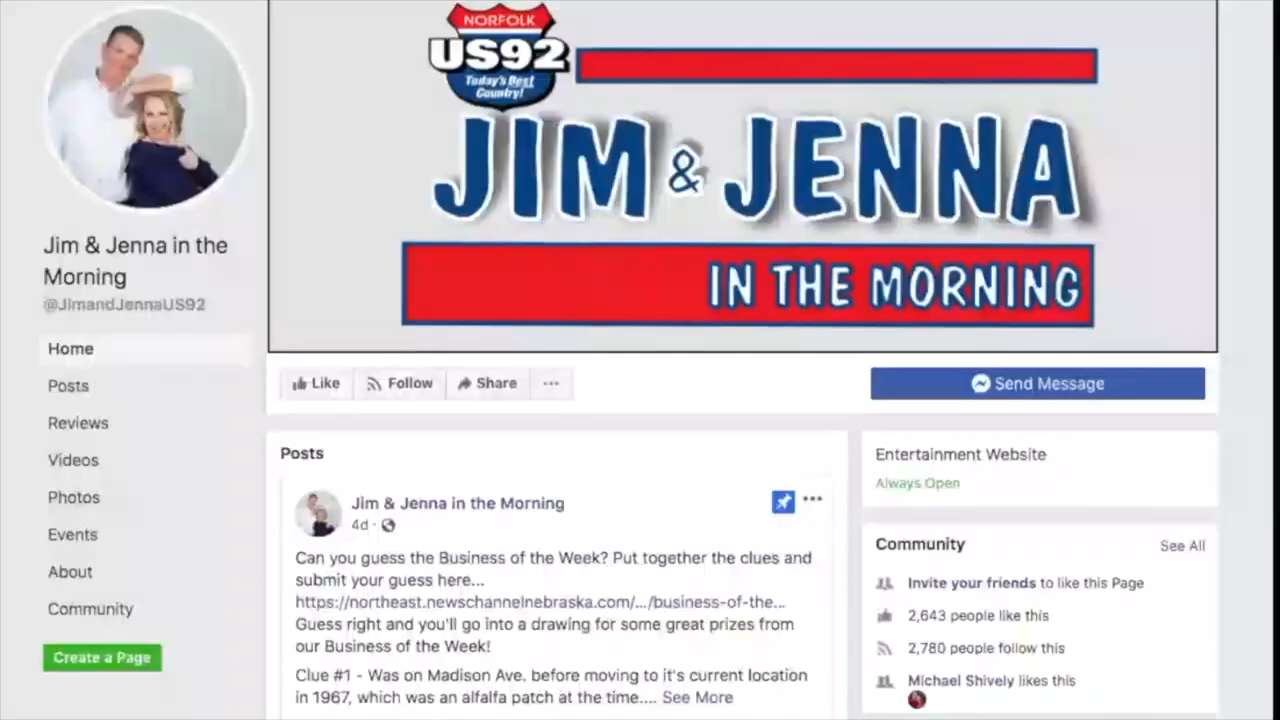 NORFOLK
US92
Today's Best
Country!
JIM & JENNA
IN THE MORNING
Jim & Jenna in the
Morning
@JimandJennaUS92
Home
Posts
Reviews
Videos
Photos
Events
About
Community
Create a Page
Like Follow Share ...
Send Message
Posts
Jim & Jenna in the Morning
4d ·
Can you guess the Business of the Week? Put together the clues and
submit your guess here...
https://northeast.newschannelnebraska.com/.../business-of-the...
Guess right and you'll go into a drawing for some great prizes from
our Business of the Week!
Clue #1 - Was on Madison Ave. before moving to it's current location
in 1967, which was an alfalfa patch at the time.... See More
Entertainment Website
Always Open
Community See All
Invite your friends to like this Page
2,643 people like this
2,780 people follow this
Michael Shively likes this